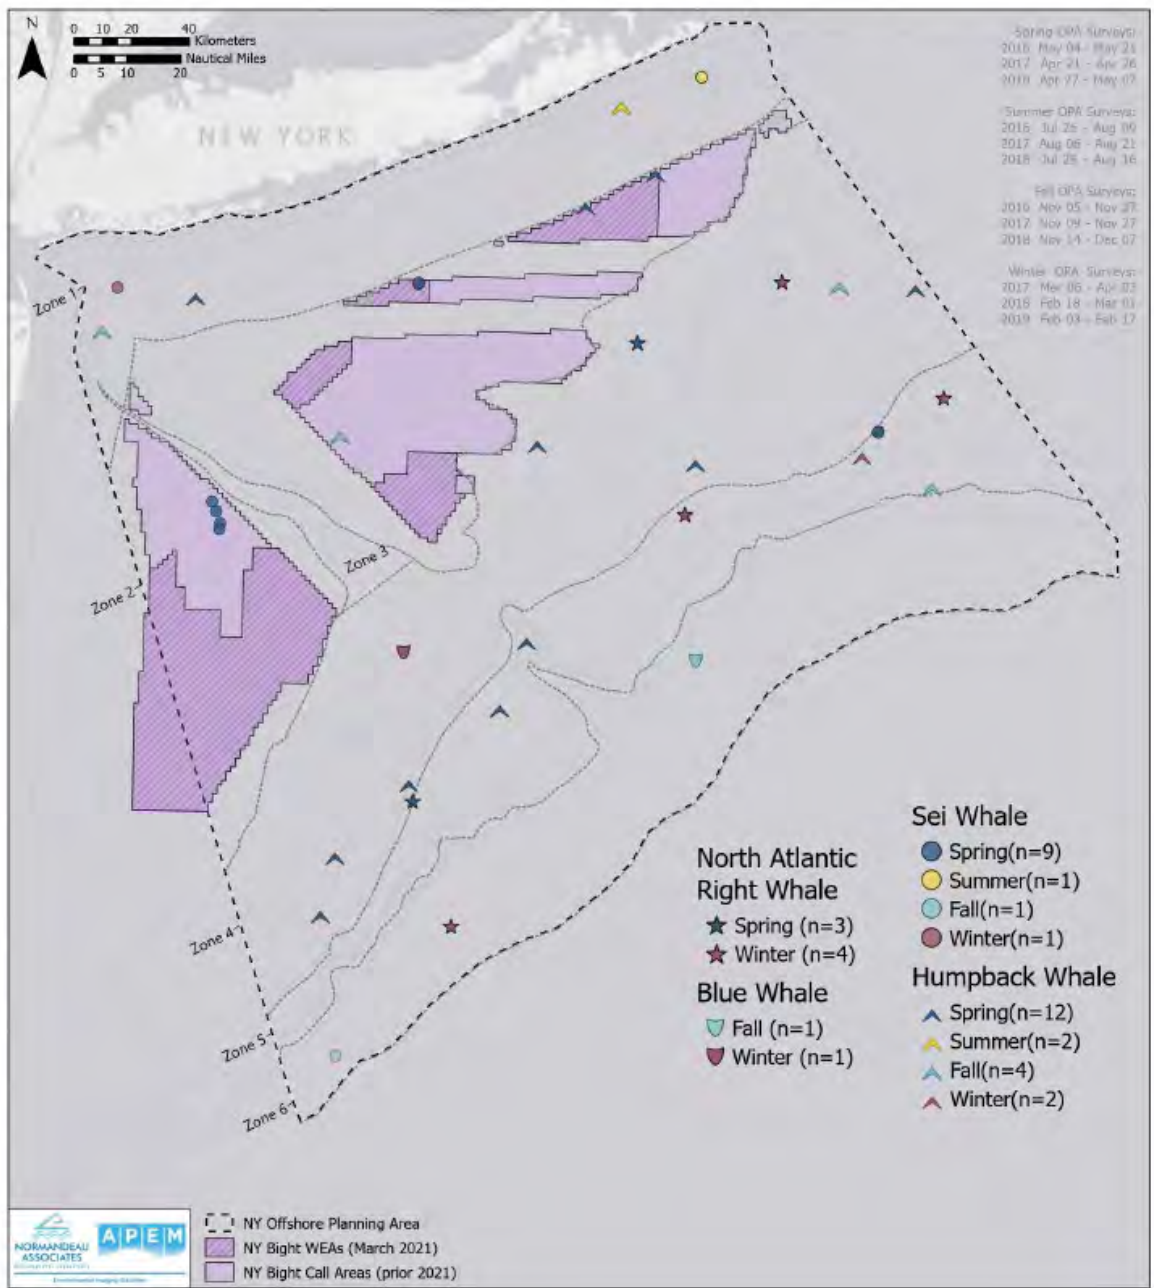 N
0 10 20 40
Kilometers
Nautical Miles
0 5 10 20
NEW YORK
Spring OPA Surveys:
2016 May 04 - May 21
2017 Apr 21 - Apr 26
Apr 27 - May 07
Summer OPA Surveys:
2016 Jul 26 - Aug 09
2017 Aug 06 - Aug 21
2018 Jul 28 - Aug 16
Fall OPA Surveys:
2016 Nov 05 - Nov 27
2017 Nov 09 - Nov 27
2018 Nov 14 - Dec 07
Winter OPA Surveys:
2017 Mar 06 - Apr 03
2018 Feb 18 - Mar 01
2019 Feb 03 - Feb 17
Zone 1
Zone 2
Zone 3
Zone 4
Zone 5
Zone 6
North Atlantic
Right Whale
Spring (n=3)
Winter (n=4)
Blue Whale
Fall (n=1)
Winter (n=1)
Sei Whale
Spring(n=9)
Summer(n=1)
Fall(n=1)
Winter(n=1)
Humpback Whale
Spring(n=12)
Summer(n=2)
Fall(n=4)
Winter(n=2)
NORMANDEAU
ASSOCIATES
APEM
NY Offshore Planning Area
NY Bight WEAs (March 2021)
NY Bight Call Areas (prior 2021)